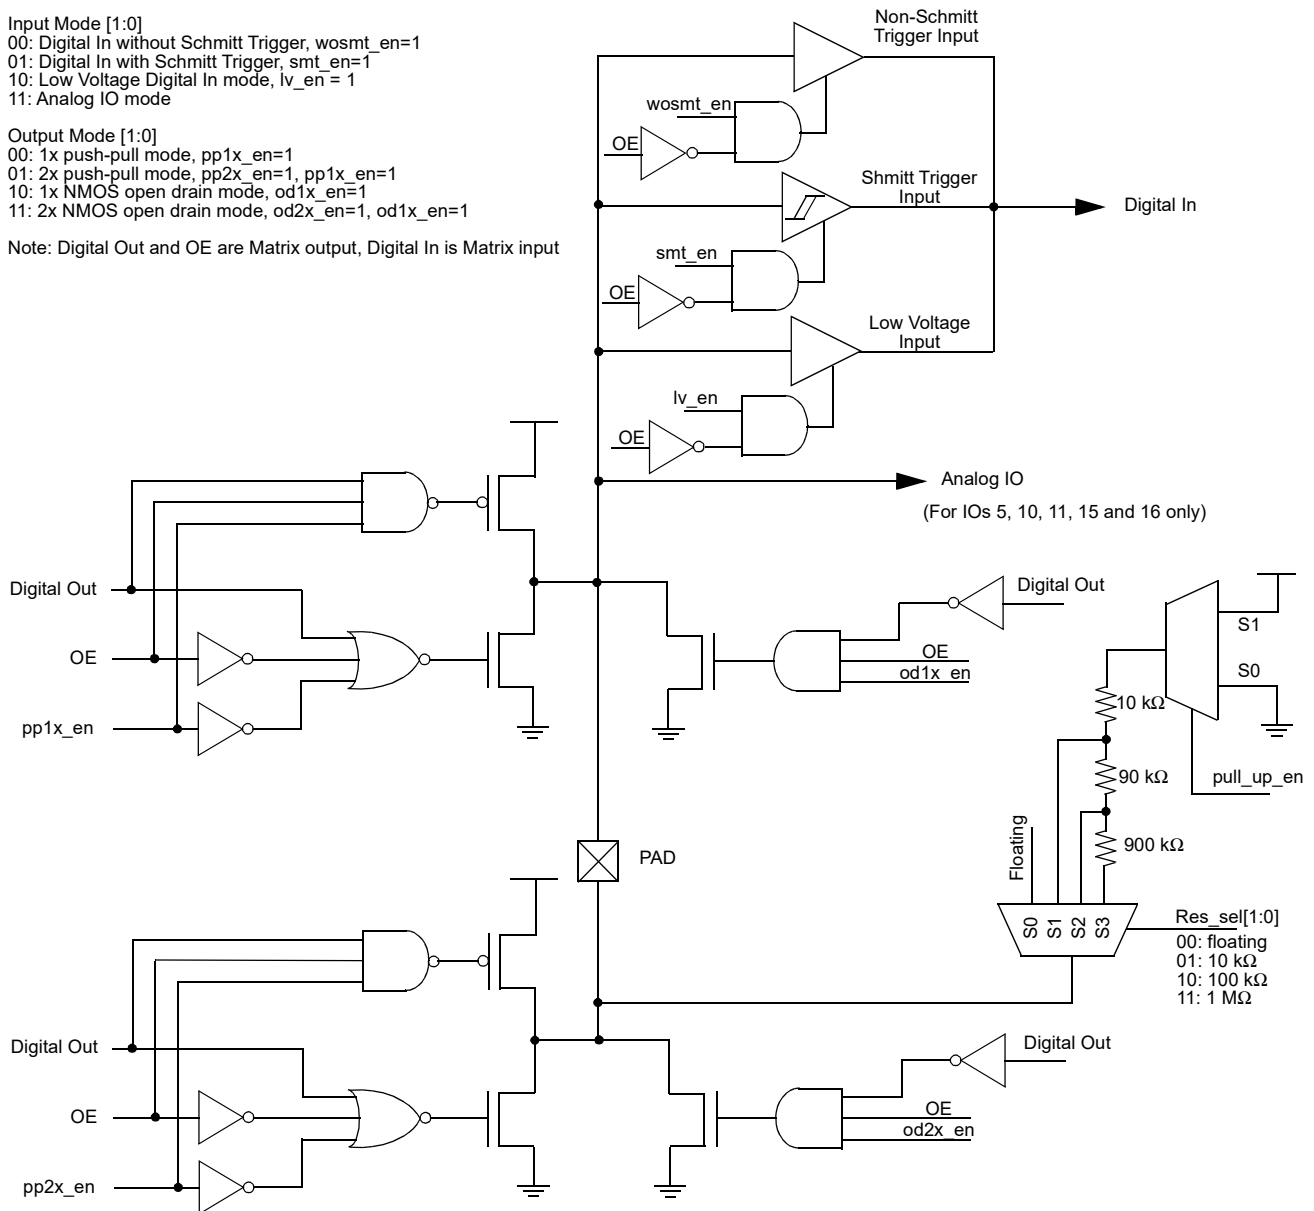 Input Mode [1:0]
00: Digital In without Schmitt Trigger, wosmt_en=1
01: Digital In with Schmitt Trigger, smt_en=1
10: Low Voltage Digital In mode, lv_en = 1
11: Analog IO mode
Output Mode [1:0]
00: 1x push-pull mode, pp1x_en=1
01: 2x push-pull mode, pp2x_en=1, pp1x_en=1
10: 1x NMOS open drain mode, od1x_en=1
11: 2x NMOS open drain mode, od2x_en=1, od1x_en=1
Note: Digital Out and OE are Matrix output, Digital In is Matrix input
Non-Schmitt
Trigger Input
wosmt_en
OE
Shmitt Trigger
Input
Digital In
smt_en
OE
Low Voltage
Input
lv_en
OE
Analog IO
(For IOs 5, 10, 11, 15 and 16 only)
Digital Out
OE
pp1x_en
Digital Out
OE
od1x_en
S1
S0
pull_up_en
10 kΩ
90 kΩ
900 kΩ
Floating
S0
S1
S2
S3
Res_sel[1:0]
00: floating
01: 10 kΩ
10: 100 kΩ
11: 1 MΩ
PAD
Digital Out
OE
pp2x_en
Digital Out
OE
od2x_en